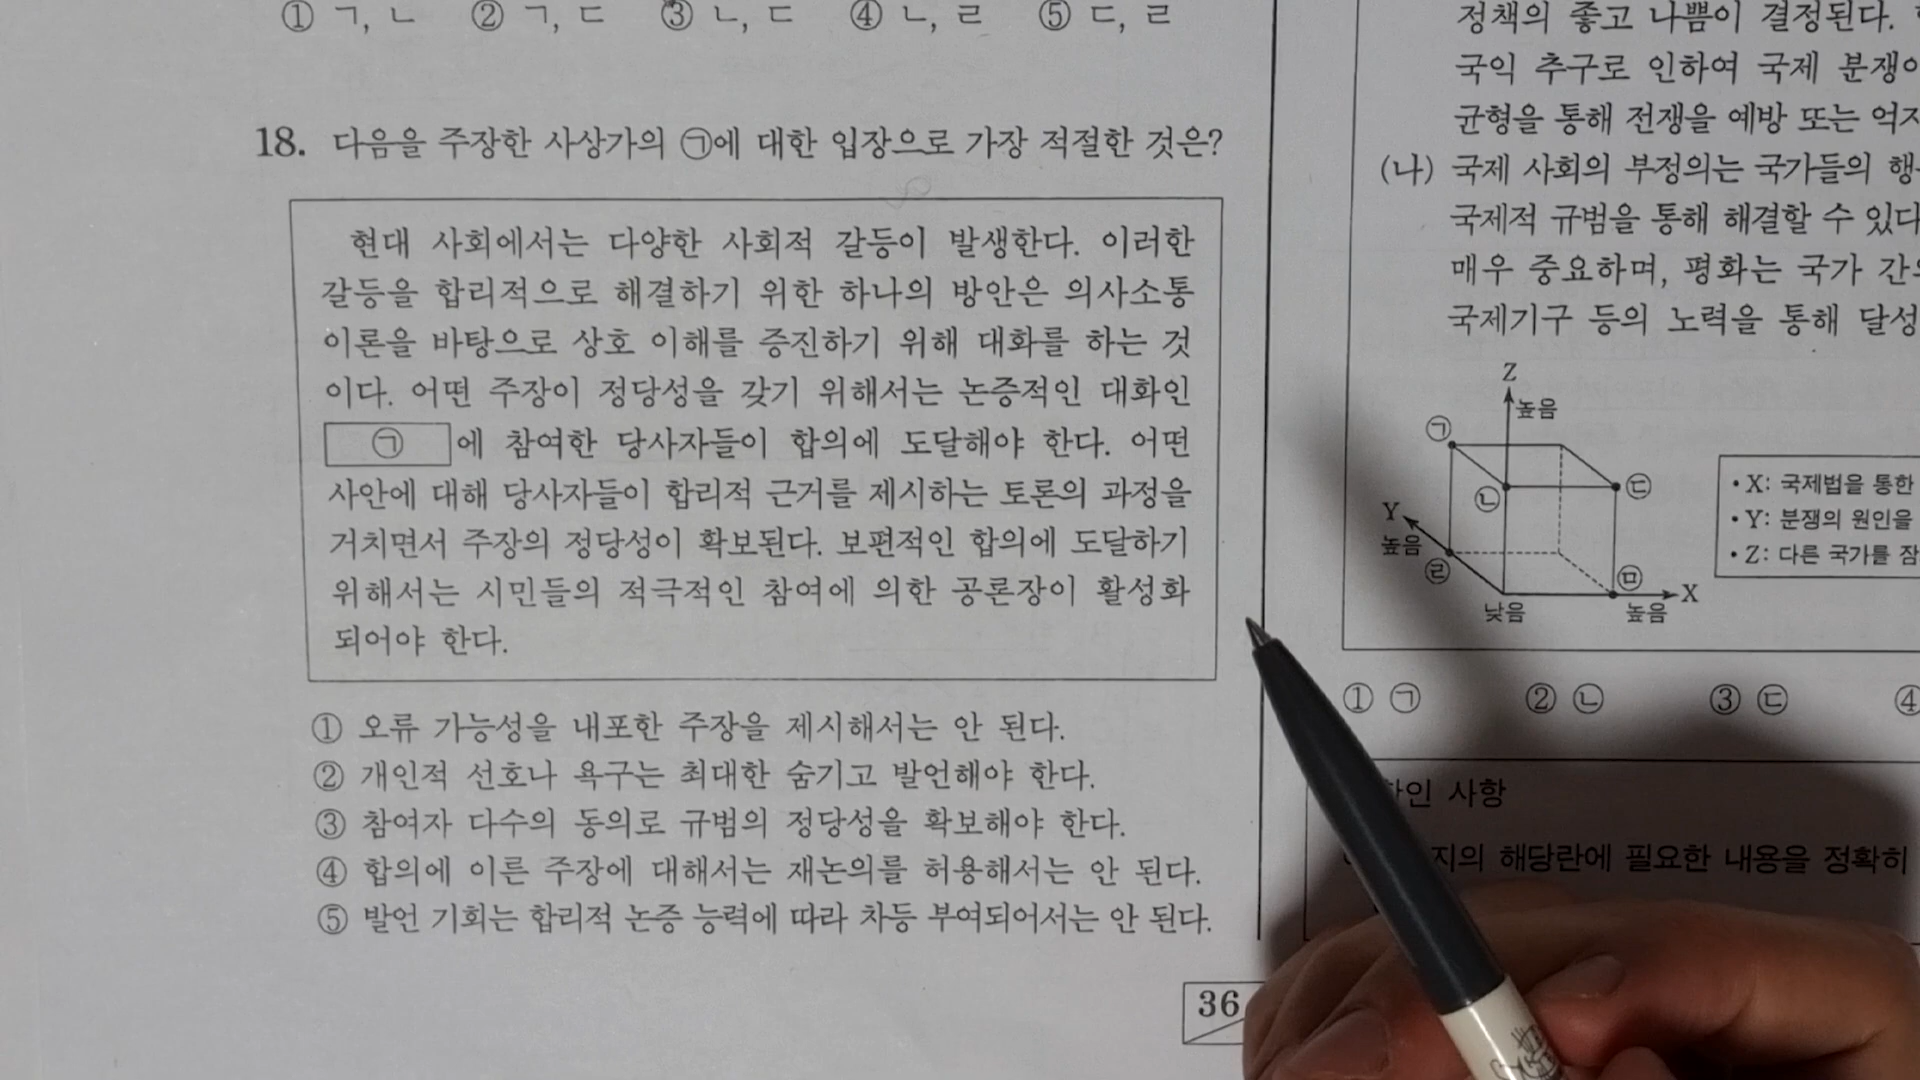 ① ㄱ, ㄴ ② ㄱ, ㄷ ③ ㄴ, ㄷ ④ ㄴ, ㄹ ⑤ ㄷ, ㄹ
18. 다음을 주장한 사상가의 ㉠에 대한 입장으로 가장 적절한 것은?
현대 사회에서는 다양한 사회적 갈등이 발생한다. 이러한
갈등을 합리적으로 해결하기 위한 하나의 방안은 의사소통
이론을 바탕으로 상호 이해를 증진하기 위해 대화를 하는 것
이다. 어떤 주장이 정당성을 갖기 위해서는 논증적인 대화인
㉠에 참여한 당사자들이 합의에 도달해야 한다. 어떤
사안에 대해 당사자들이 합리적 근거를 제시하는 토론의 과정을
거치면서 주장의 정당성이 확보된다. 보편적인 합의에 도달하기
위해서는 시민들의 적극적인 참여에 의한 공론장이 활성화
되어야 한다.
① 오류 가능성을 내포한 주장을 제시해서는 안 된다.
② 개인적 선호나 욕구는 최대한 숨기고 발언해야 한다.
③ 참여자 다수의 동의로 규범의 정당성을 확보해야 한다.
④ 합의에 이른 주장에 대해서는 재논의를 허용해서는 안 된다.
⑤ 발언 기회는 합리적 논증 능력에 따라 차등 부여되어서는 안 된다.
36
정책의 좋고 나쁨이 결정된다.
국익 추구로 인하여 국제
균형을 통해 전쟁을 예방 또는
(나) 국제 사회의 부정의는 국가들의
국제적 규범을 통해 해결할 수
매우 중요하며, 평화는 국가
국제기구 등의 노력을 통해
Z
높음
㉠
㉡
㉢
Y
높음
㉣
㉤
X
낮음
높음
• X: 국제법을 통한
• Y: 분쟁의 원인을
• Z: 다른 국가를
① ㉠ ② ㉡ ③ ㉢ ④
사항
해당란에 필요한 내용을 정확히